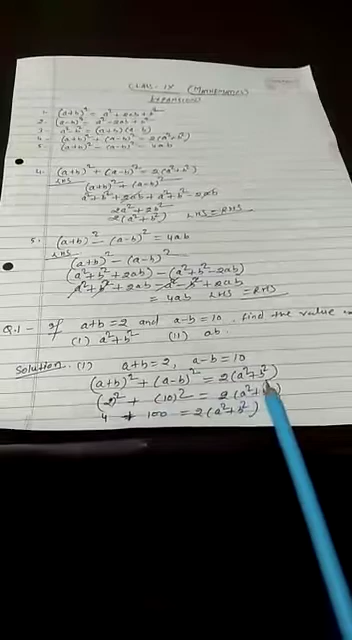 CLASS-IX (MATHEMATICS)
EXPANSIONS
1. (a+b)² = a² + 2ab + b²
2. (a-b)² = a² - 2ab + b²
3. a²-b² = (a+b)(a-b)
4. (a+b)² + (a-b)² = 2(a²+b²)
5. (a+b)² - (a-b)² = 4ab
4. (a+b)² + (a-b)² = 2(a²+b²)
LHS (a+b)² + (a-b)²
a²+b²+2ab+a²+b²-2ab
2a²+2b²
2(a²+b²) LHS=RHS
5. (a+b)² - (a-b)² = 4ab
LHS (a+b)² - (a-b)²
(a²+b²+2ab) - (a²+b²-2ab)
a²+b²+2ab-a²-b²+2ab
= 4ab LHS=RHS
Q.1- If a+b=2 and a-b=10. find the value
(I) a²+b² (II) ab.
Solution. (I) a+b=2, a-b=10
(a+b)² + (a-b)² = 2(a²+b²)
(2)² + (10)² = 2(a²+
4 + 100 = 2(a²+b²)